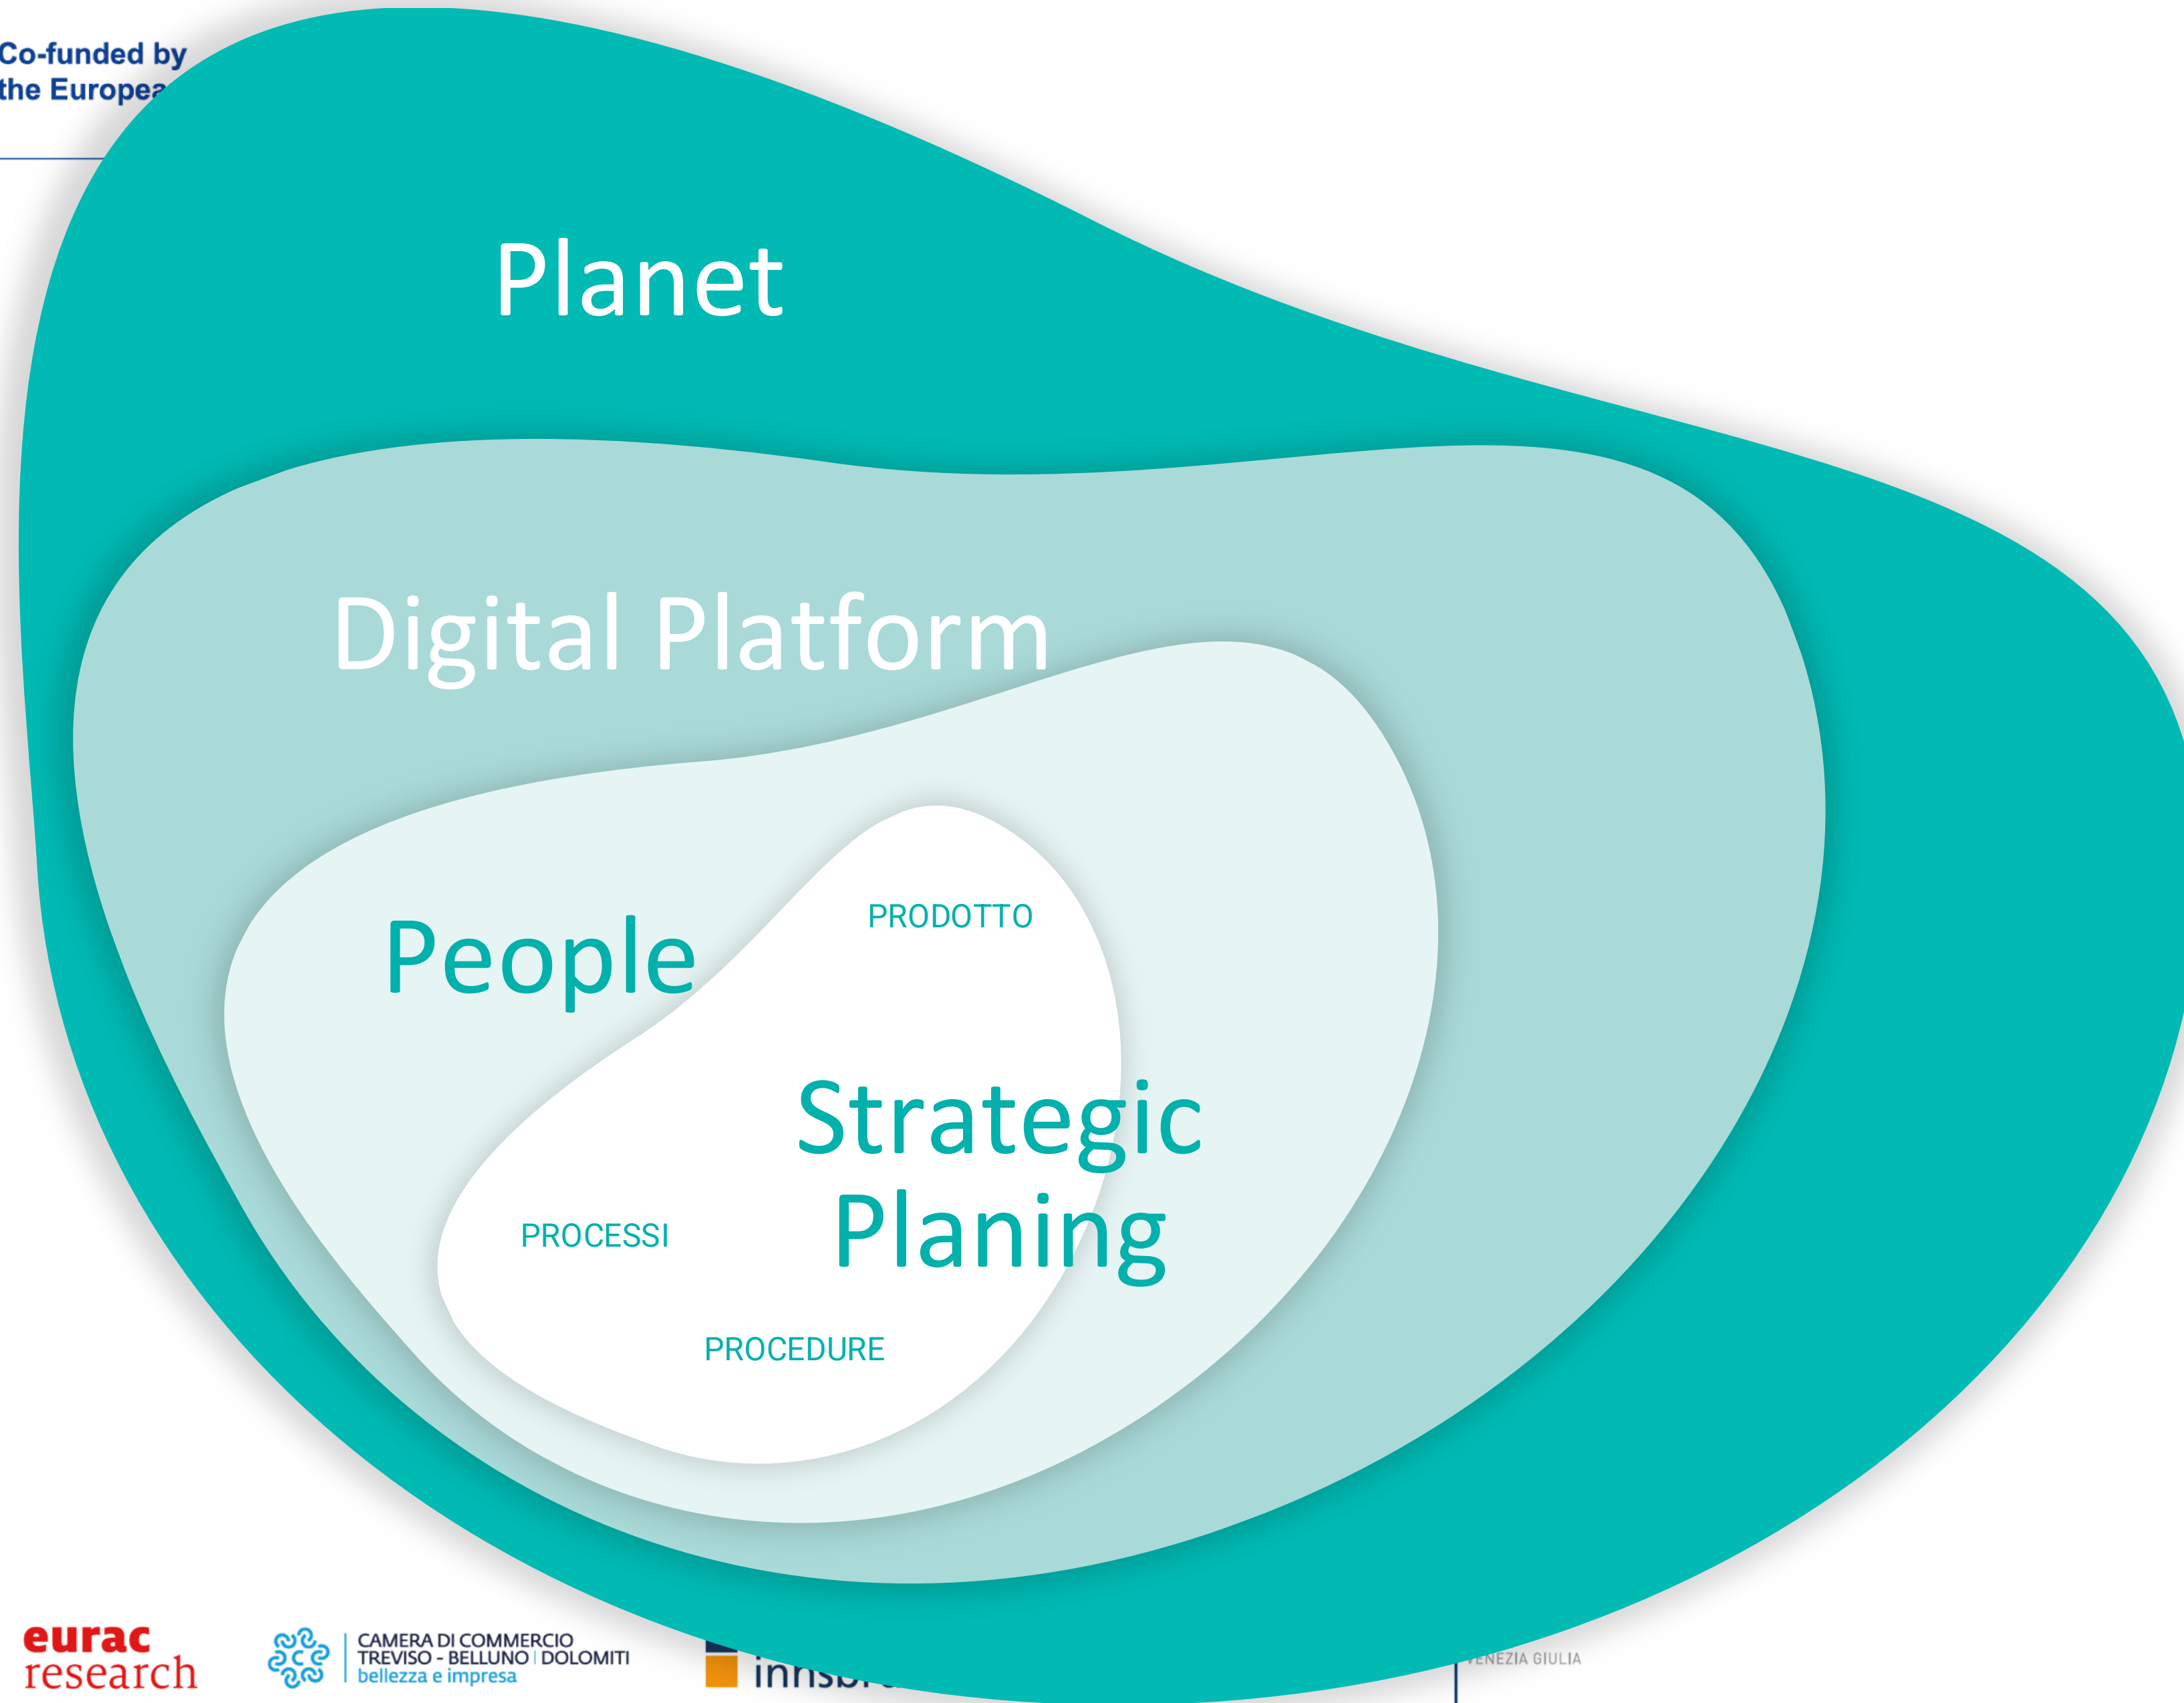 Co-funded by
the Europea
Planet
Digital Platform
People
PRODOTTO
Strategic
Planing
PROCESSI
PROCEDURE
eurac
research
CAMERA DI COMMERCIO
TREVISO - BELLUNO | DOLOMITI
bellezza e impresa
VENEZIA GIULIA